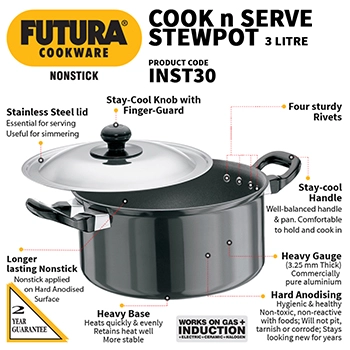 FUTURA®
COOKWARE
NONSTICK
COOK n SERVE
STEWPOT 3 LITRE
PRODUCT CODE
INST30
Stainless Steel lid
Essential for serving
Useful for simmering
Stay-Cool Knob with
Finger-Guard
Four sturdy
Rivets
Stay-cool
Handle
Well-balanced handle
& pan. Comfortable
to hold and cook in
Longer
lasting Nonstick
Nonstick applied
on Hard Anodised
Surface
Heavy Gauge
(3.25 mm Thick)
Commercially
pure aluminium
Hard Anodising
Hygienic & healthy
Non-toxic, non-reactive
with foods; Will not pit,
tarnish or corrode; Stays
looking new for years
2
YEAR
GUARANTEE
Heavy Base
Heats quickly & evenly
Retains heat well
More stable
WORKS ON GAS +
INDUCTION
•ELECTRIC •CERAMIC •HALOGEN